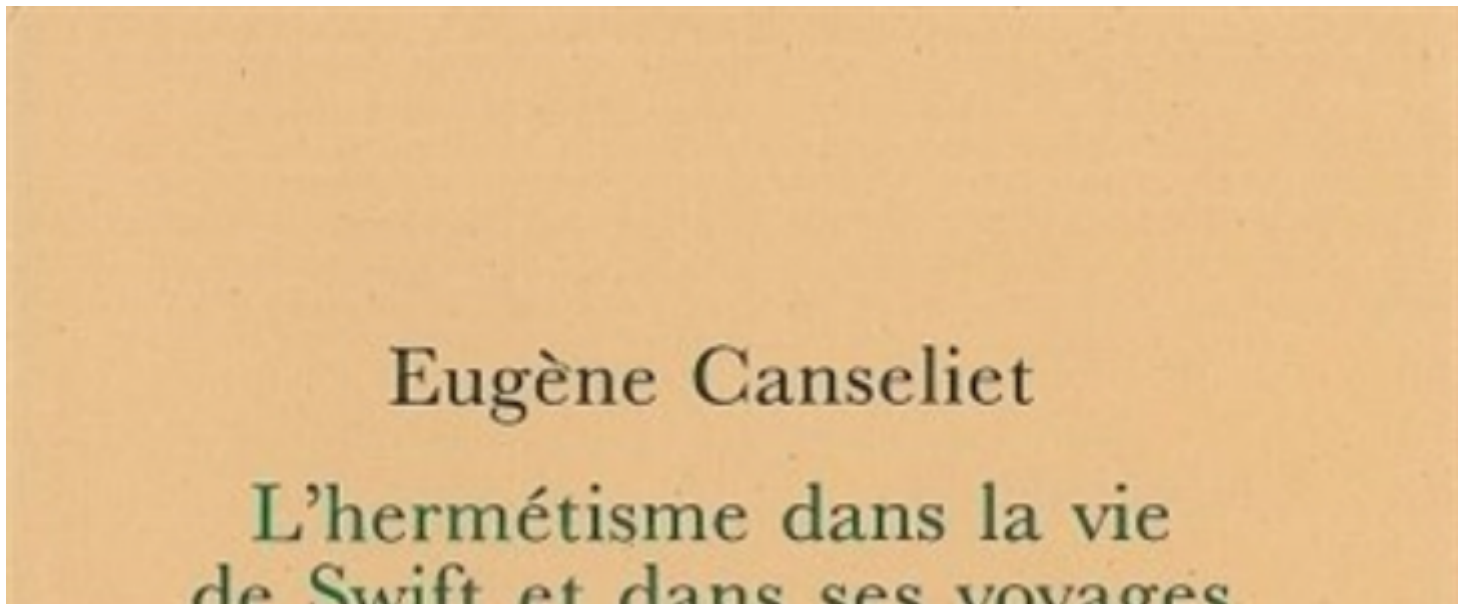 Eugène Canseliet
L’hermétisme dans la vie
de Swift et dans ses voyages